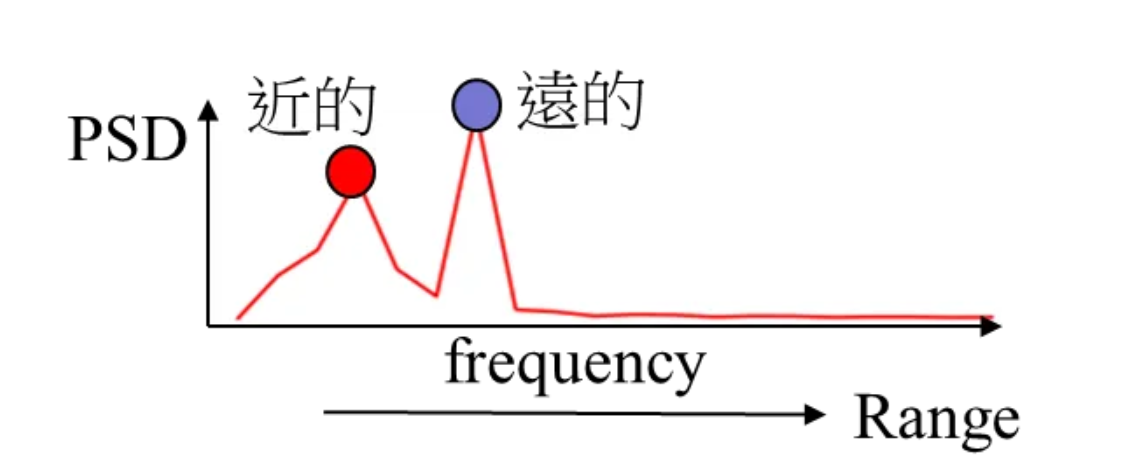 近的
遠的
PSD
frequency
Range